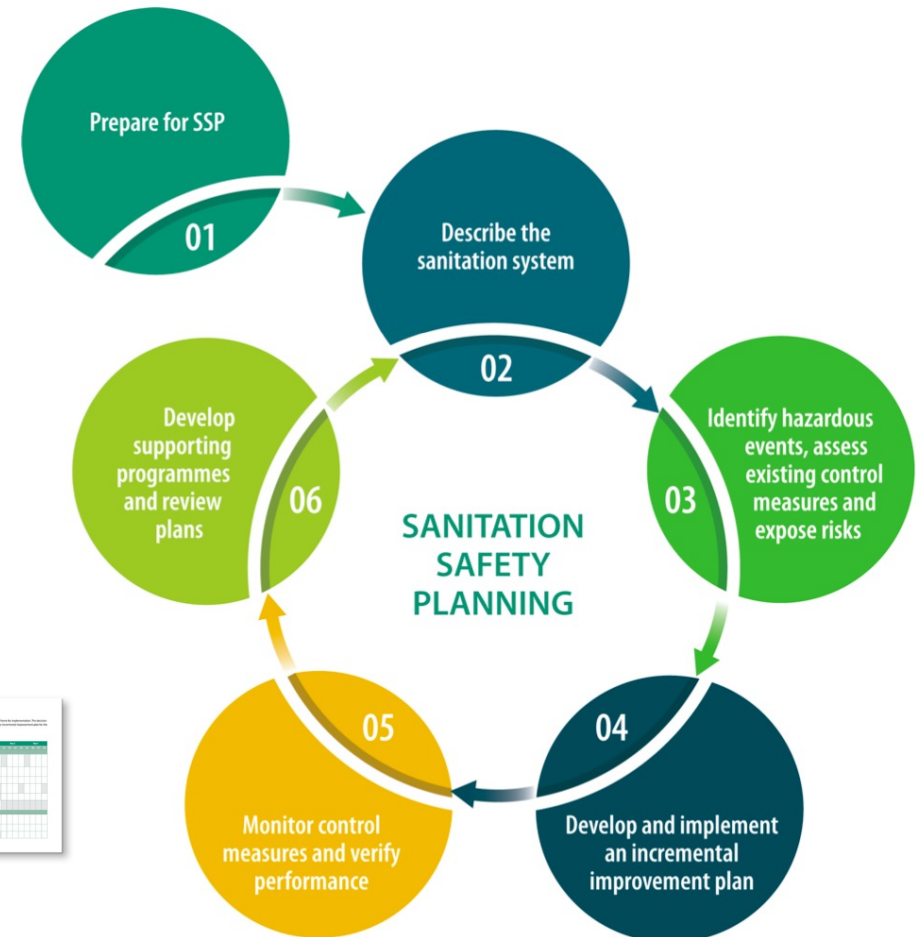 Prepare for SSP
01
Describe the
sanitation system
02
Identify hazardous
events, assess
existing control
measures and
expose risks
03
Develop and implement
an incremental
improvement plan
04
Monitor control
measures and verify
performance
05
Develop
supporting
programmes
and review
plans
06
SANITATION
SAFETY
PLANNING